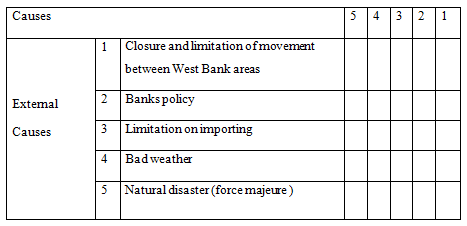 Causes 5 4 3 2 1
External
Causes
1 Closure and limitation of movement
between West Bank areas
2 Banks policy
3 Limitation on importing
4 Bad weather
5 Natural disaster (force majeure )